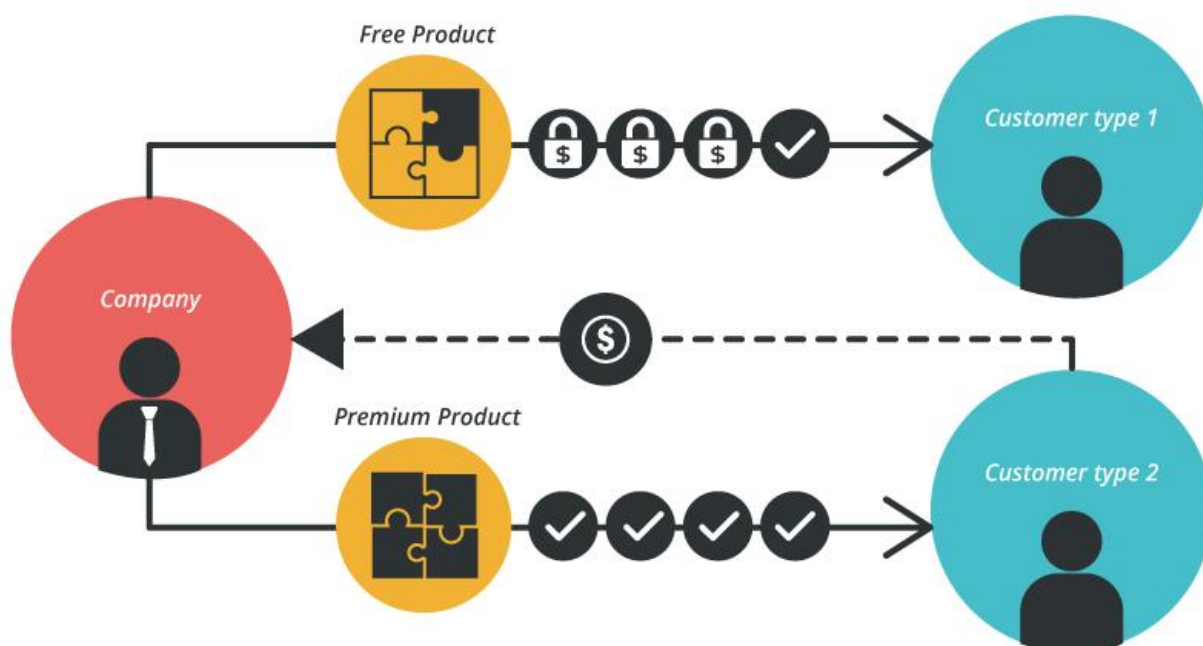 Free Product
Customer type 1
$ $ $
Company
$
Premium Product
Customer type 2